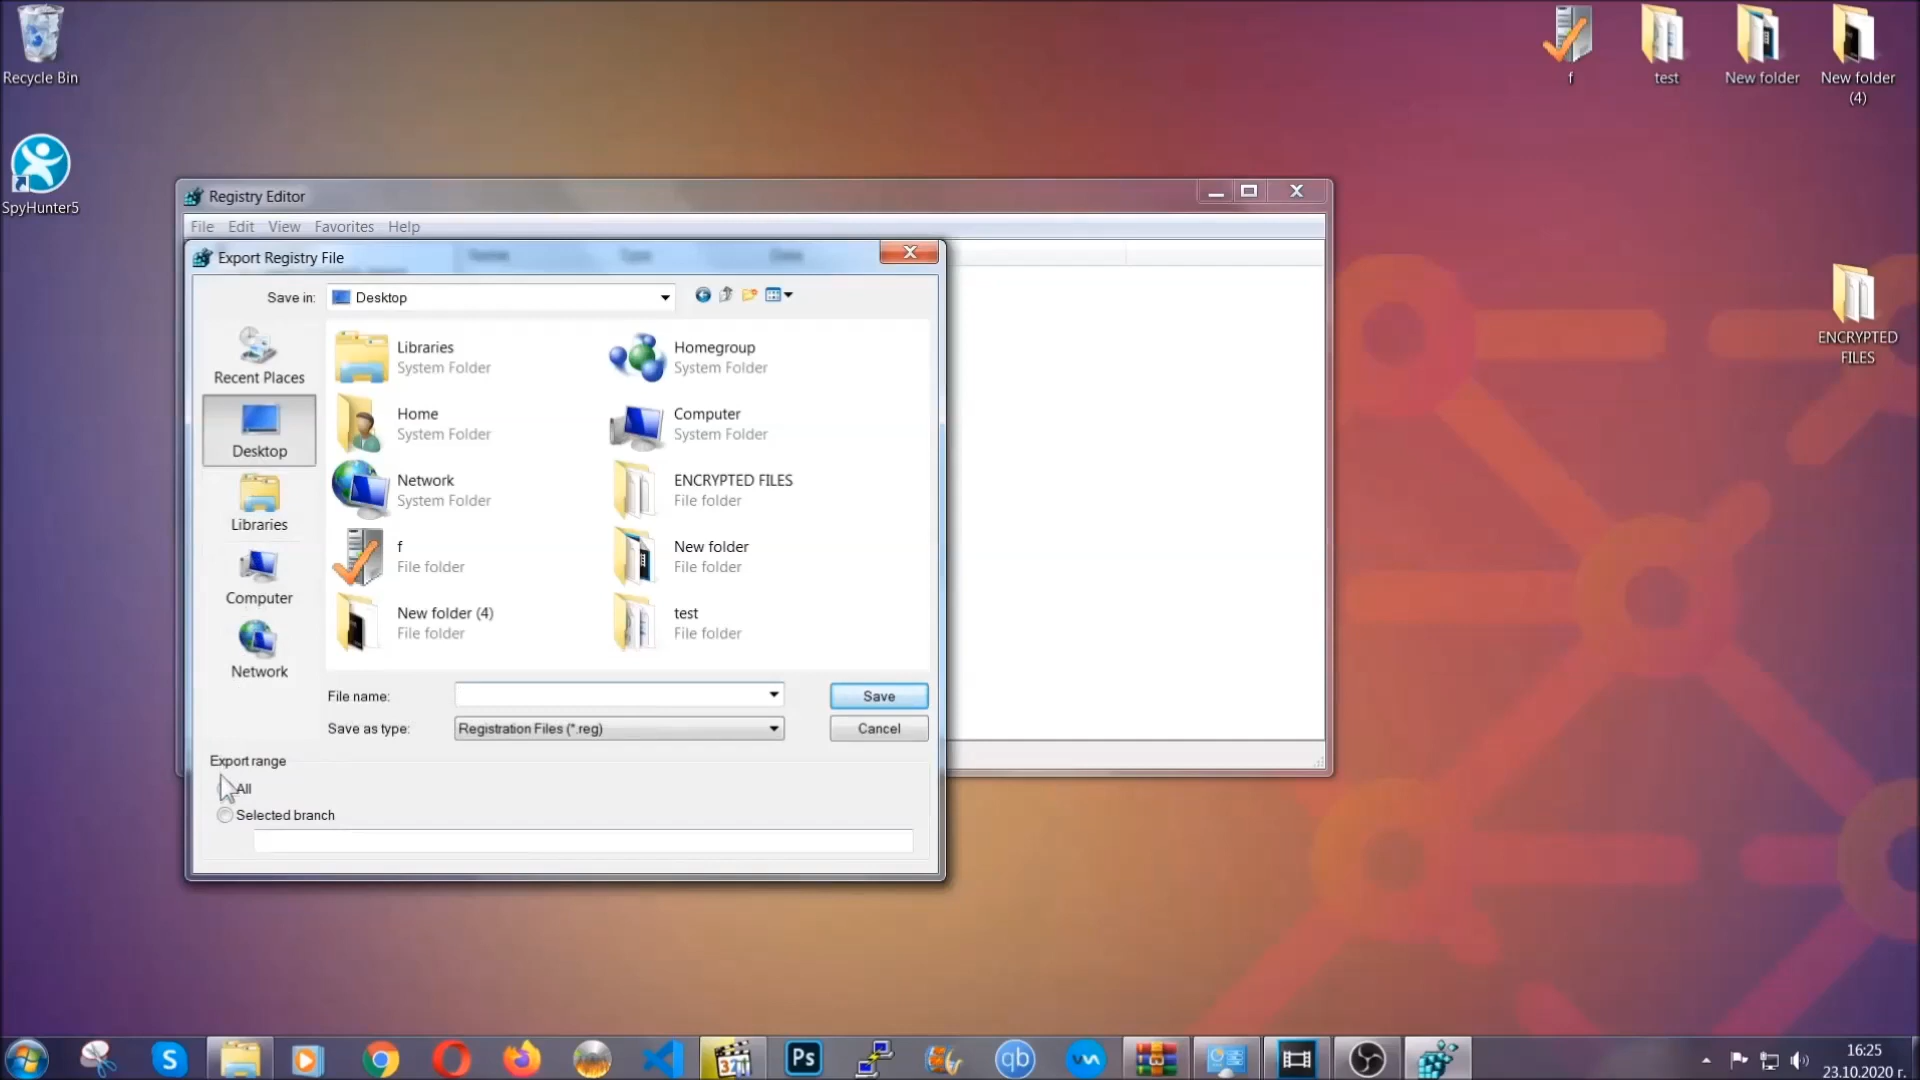 Recycle Bin
SpyHunter5
f
test
New folder
New folder
(4)
ENCRYPTED
FILES
Registry Editor
File Edit View Favorites Help
Export Registry File
Save in:
Desktop
Recent Places
Desktop
Libraries
Computer
Network
Libraries
System Folder
Homegroup
System Folder
Home
System Folder
Computer
System Folder
Network
System Folder
ENCRYPTED FILES
File folder
f
File folder
New folder
File folder
New folder (4)
File folder
test
File folder
File name:
Save
Save as type:
Registration Files (*.reg)
Cancel
Export range
All
Selected branch
S
321
Ps
qb
16:25
23.10.2020 г.